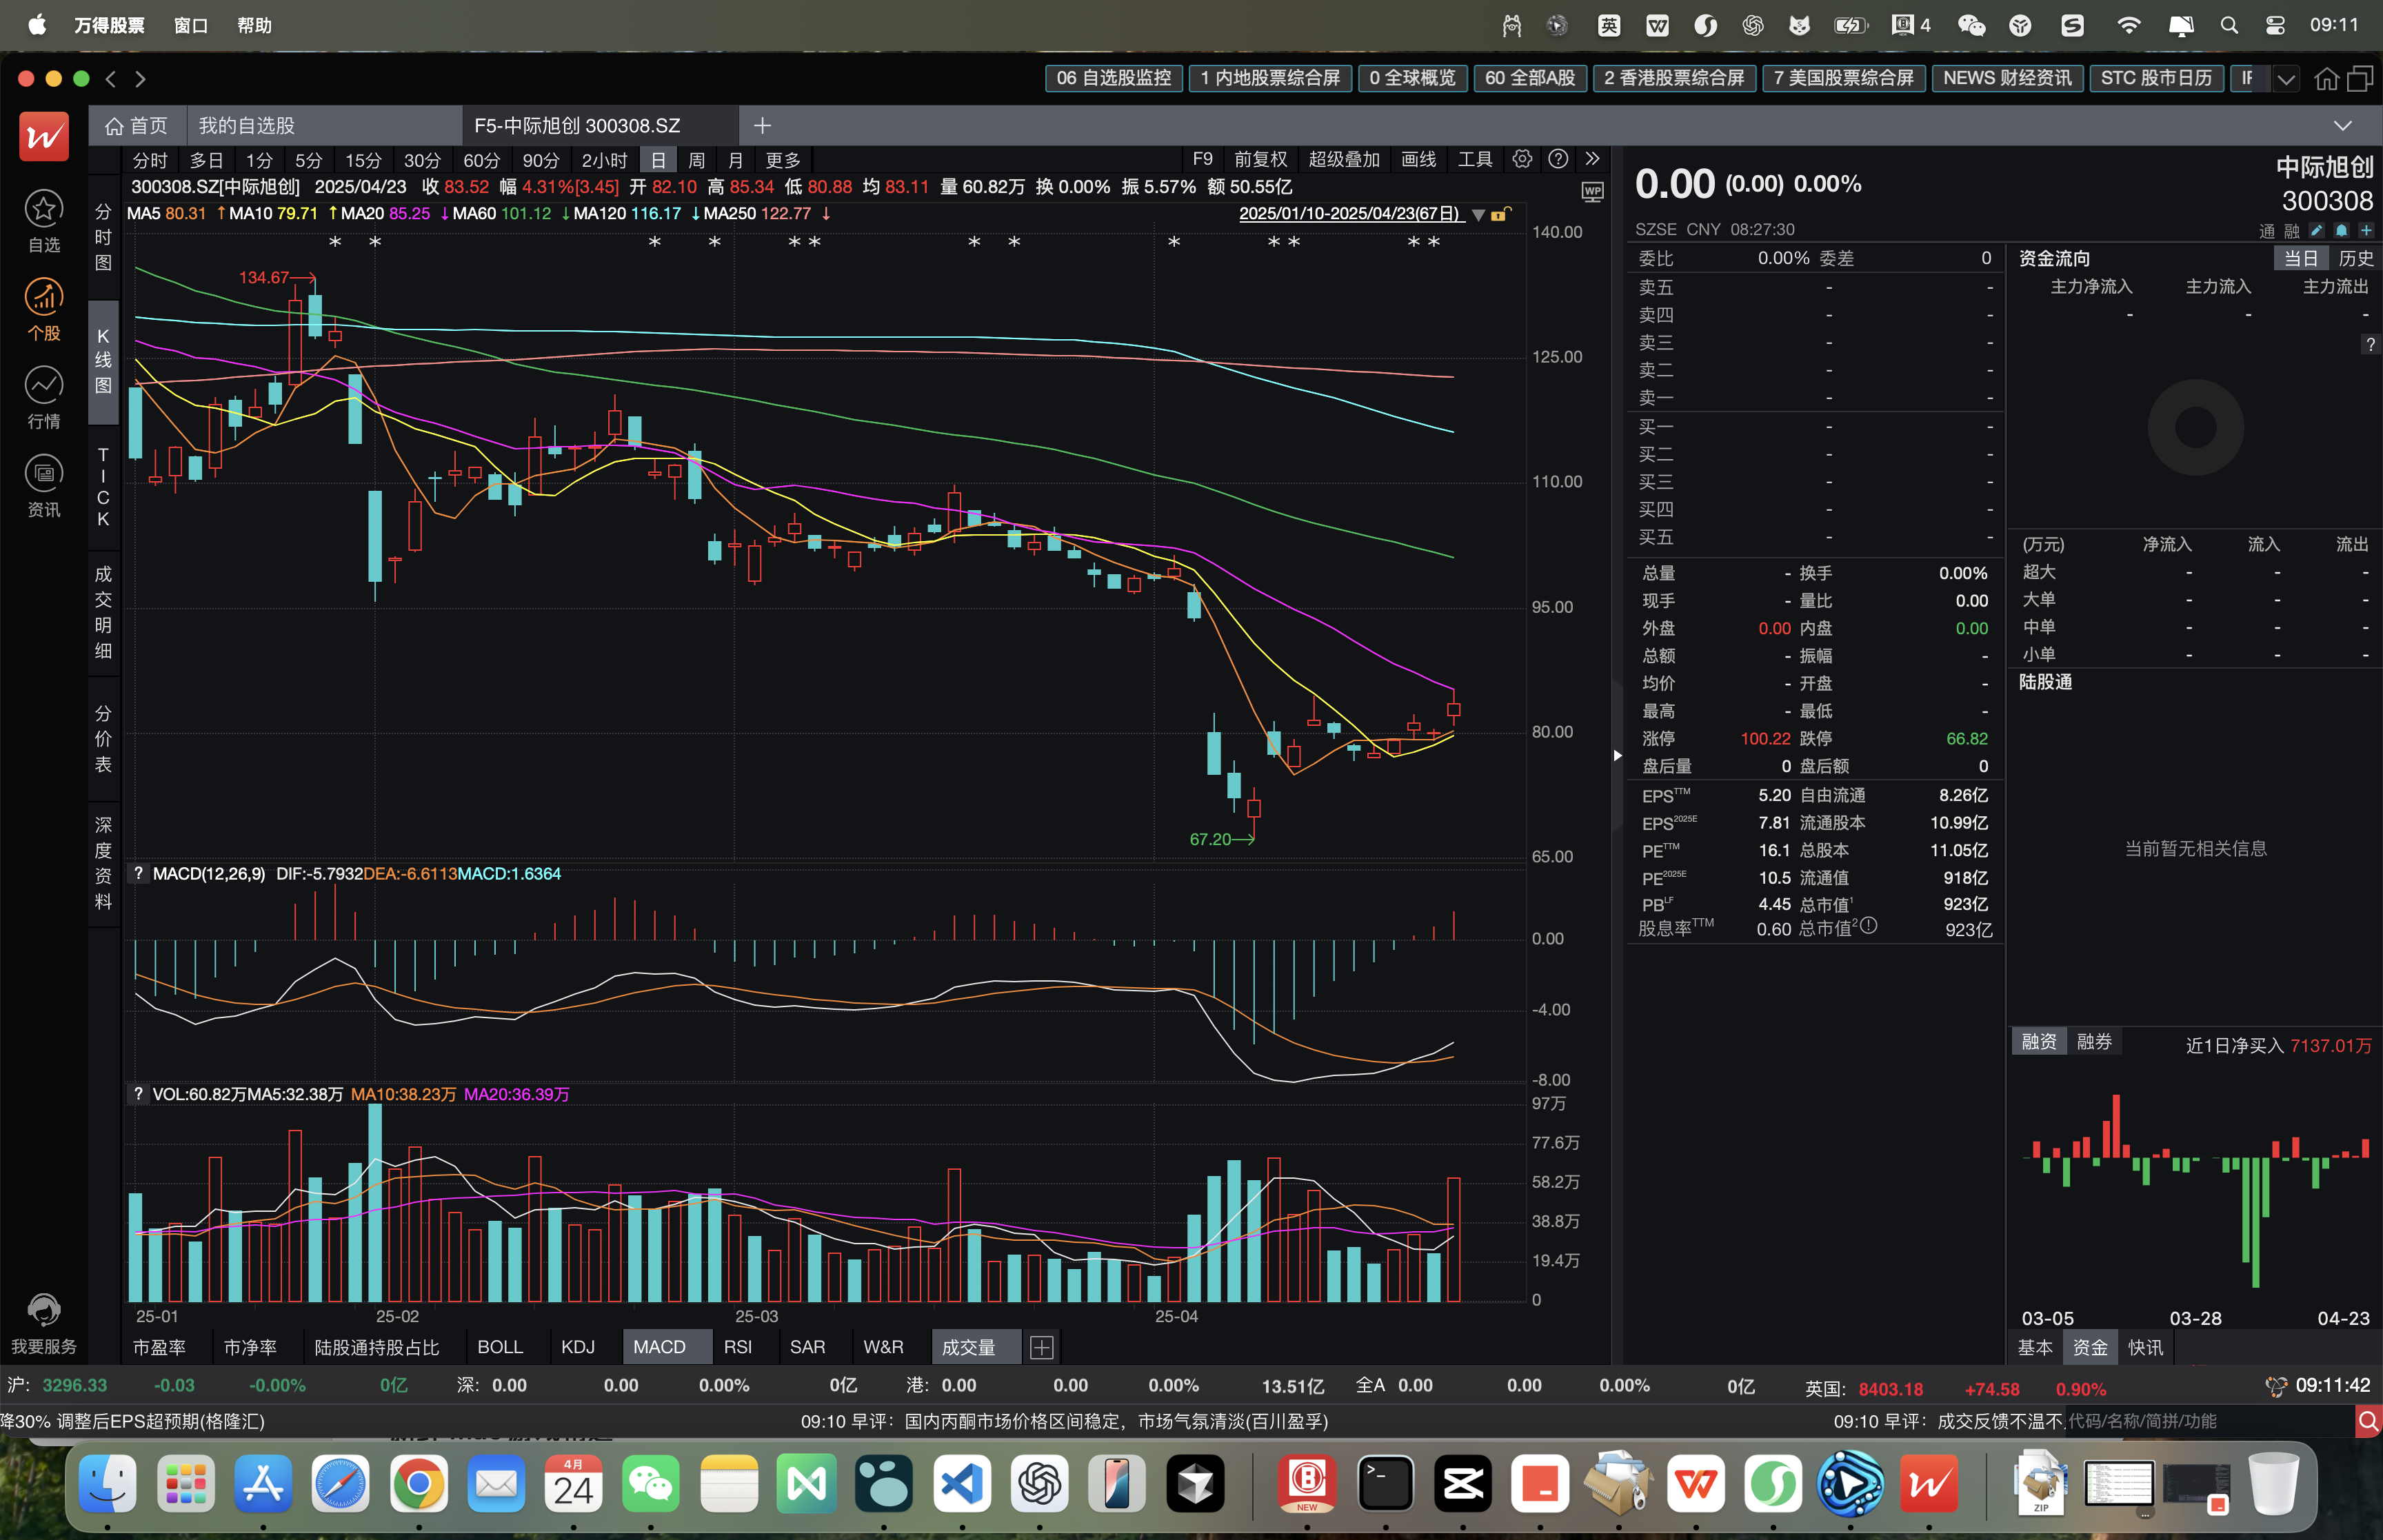 万得股票 窗口 帮助 英 4 09:11
06 自选股监控 1 内地股票综合屏 0 全球概览 60 全部A股 2 香港股票综合屏 7 美国股票综合屏 NEWS 财经资讯 STC 股市日历
首页 我的自选股 F5-中际旭创 300308.SZ
自选
个股
行情
资讯
我要服务
分时图
K线图
TICK
成交明细
分价表
深度资料
分时 多日 1分 5分 15分 30分 60分 90分 2小时 日 周 月 更多 F9 前复权 超级叠加 画线 工具
300308.SZ[中际旭创] 2025/04/23 收 83.52 幅 4.31%[3.45] 开 82.10 高 85.34 低 80.88 均 83.11 量 60.82万 换 0.00% 振 5.57% 额 50.55亿
WP
MA5 80.31 ↑ MA10 79.71 ↑ MA20 85.25 ↓ MA60 101.12 ↓ MA120 116.17 ↓ MA250 122.77 ↓ 2025/01/10-2025/04/23(67日)
* * * * * * * * * * * * *
140.00
134.67
125.00
110.00
95.00
80.00
67.20
65.00
? MACD(12,26,9) DIF:-5.7932 DEA:-6.6113 MACD:1.6364
0.00
-4.00
-8.00
? VOL:60.82万 MA5:32.38万 MA10:38.23万 MA20:36.39万
97万
77.6万
58.2万
38.8万
19.4万
0
25-01 25-02 25-03 25-04
市盈率 市净率 陆股通持股占比 BOLL KDJ MACD RSI SAR W&R 成交量
0.00 (0.00) 0.00% 中际旭创
300308
SZSE CNY 08:27:30 通 融
委比 0.00% 委差 0
卖五 - -
卖四 - -
卖三 - -
卖二 - -
卖一 - -
买一 - -
买二 - -
买三 - -
买四 - -
买五 - -
总量 - 换手 0.00%
现手 - 量比 0.00
外盘 0.00 内盘 0.00
总额 - 振幅 -
均价 - 开盘 -
最高 - 最低 -
涨停 100.22 跌停 66.82
盘后量 0 盘后额 0
EPS TTM 5.20 自由流通 8.26亿
EPS 2025E 7.81 流通股本 10.99亿
PE TTM 16.1 总股本 11.05亿
PE 2025E 10.5 流通值 918亿
PB LF 4.45 总市值1 923亿
股息率 TTM 0.60 总市值2 923亿
资金流向 当日 历史
主力净流入 主力流入 主力流出
- - -
?
(万元) 净流入 流入 流出
超大 - - -
大单 - - -
中单 - - -
小单 - - -
陆股通
当前暂无相关信息
融资 融券 近1日净买入 7137.01万
03-05 03-28 04-23
基本 资金 快讯
沪: 3296.33 -0.03 -0.00% 0亿 深: 0.00 0.00 0.00% 0亿 港: 0.00 0.00 0.00% 13.51亿 全A 0.00 0.00 0.00% 0亿 英国: 8403.18 +74.58 0.90% 09:11:42
降30% 调整后EPS超预期(格隆汇) 09:10 早评：国内丙酮市场价格区间稳定，市场气氛清淡(百川盈孚) 09:10 早评：成交反馈不温不 代码/名称/简拼/功能
4月
24
NEW
ZIP